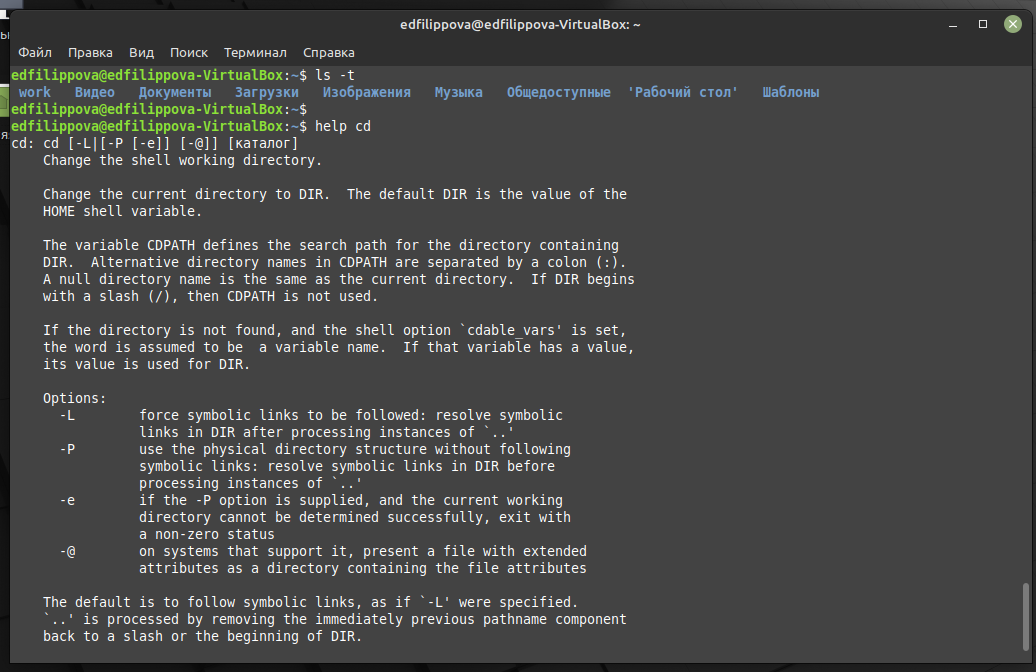 edfilippova@edfilippova-VirtualBox: ~
Файл Правка Вид Поиск Терминал Справка
edfilippova@edfilippova-VirtualBox:~$ ls -t
work Видео Документы Загрузки Изображения Музыка Общедоступные 'Рабочий стол' Шаблоны
edfilippova@edfilippova-VirtualBox:~$
edfilippova@edfilippova-VirtualBox:~$ help cd
cd: cd [-L|[-P [-e]] [-@]] [каталог]
Change the shell working directory.
Change the current directory to DIR.  The default DIR is the value of the
HOME shell variable.
The variable CDPATH defines the search path for the directory containing
DIR.  Alternative directory names in CDPATH are separated by a colon (:).
A null directory name is the same as the current directory.  If DIR begins
with a slash (/), then CDPATH is not used.
If the directory is not found, and the shell option `cdable_vars' is set,
the word is assumed to be  a variable name.  If that variable has a value,
its value is used for DIR.
Options:
-L force symbolic links to be followed: resolve symbolic
links in DIR after processing instances of `..'
-P use the physical directory structure without following
symbolic links: resolve symbolic links in DIR before
processing instances of `..'
-e if the -P option is supplied, and the current working
directory cannot be determined successfully, exit with
a non-zero status
-@ on systems that support it, present a file with extended
attributes as a directory containing the file attributes
The default is to follow symbolic links, as if `-L' were specified.
`..' is processed by removing the immediately previous pathname component
back to a slash or the beginning of DIR.